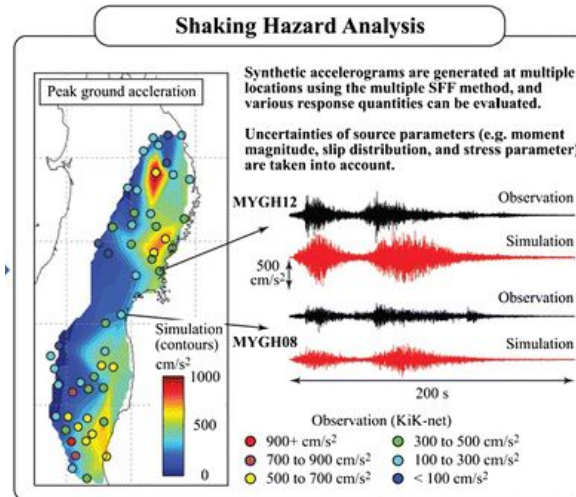 Shaking Hazard Analysis
Peak ground acceleration
Synthetic accelerograms are generated at multiple
locations using the multiple SFF method, and
various response quantities can be evaluated.
Uncertainties of source parameters (e.g. moment
magnitude, slip distribution, and stress parameter)
are taken into account.
MYGH12
Observation
Simulation
500
cm/s²
Observation
MYGH08
Simulation
200 s
Simulation
(contours)
cm/s²
1000
500
0
Observation (KiK-net)
900+ cm/s²
300 to 500 cm/s²
700 to 900 cm/s²
100 to 300 cm/s²
500 to 700 cm/s²
< 100 cm/s²